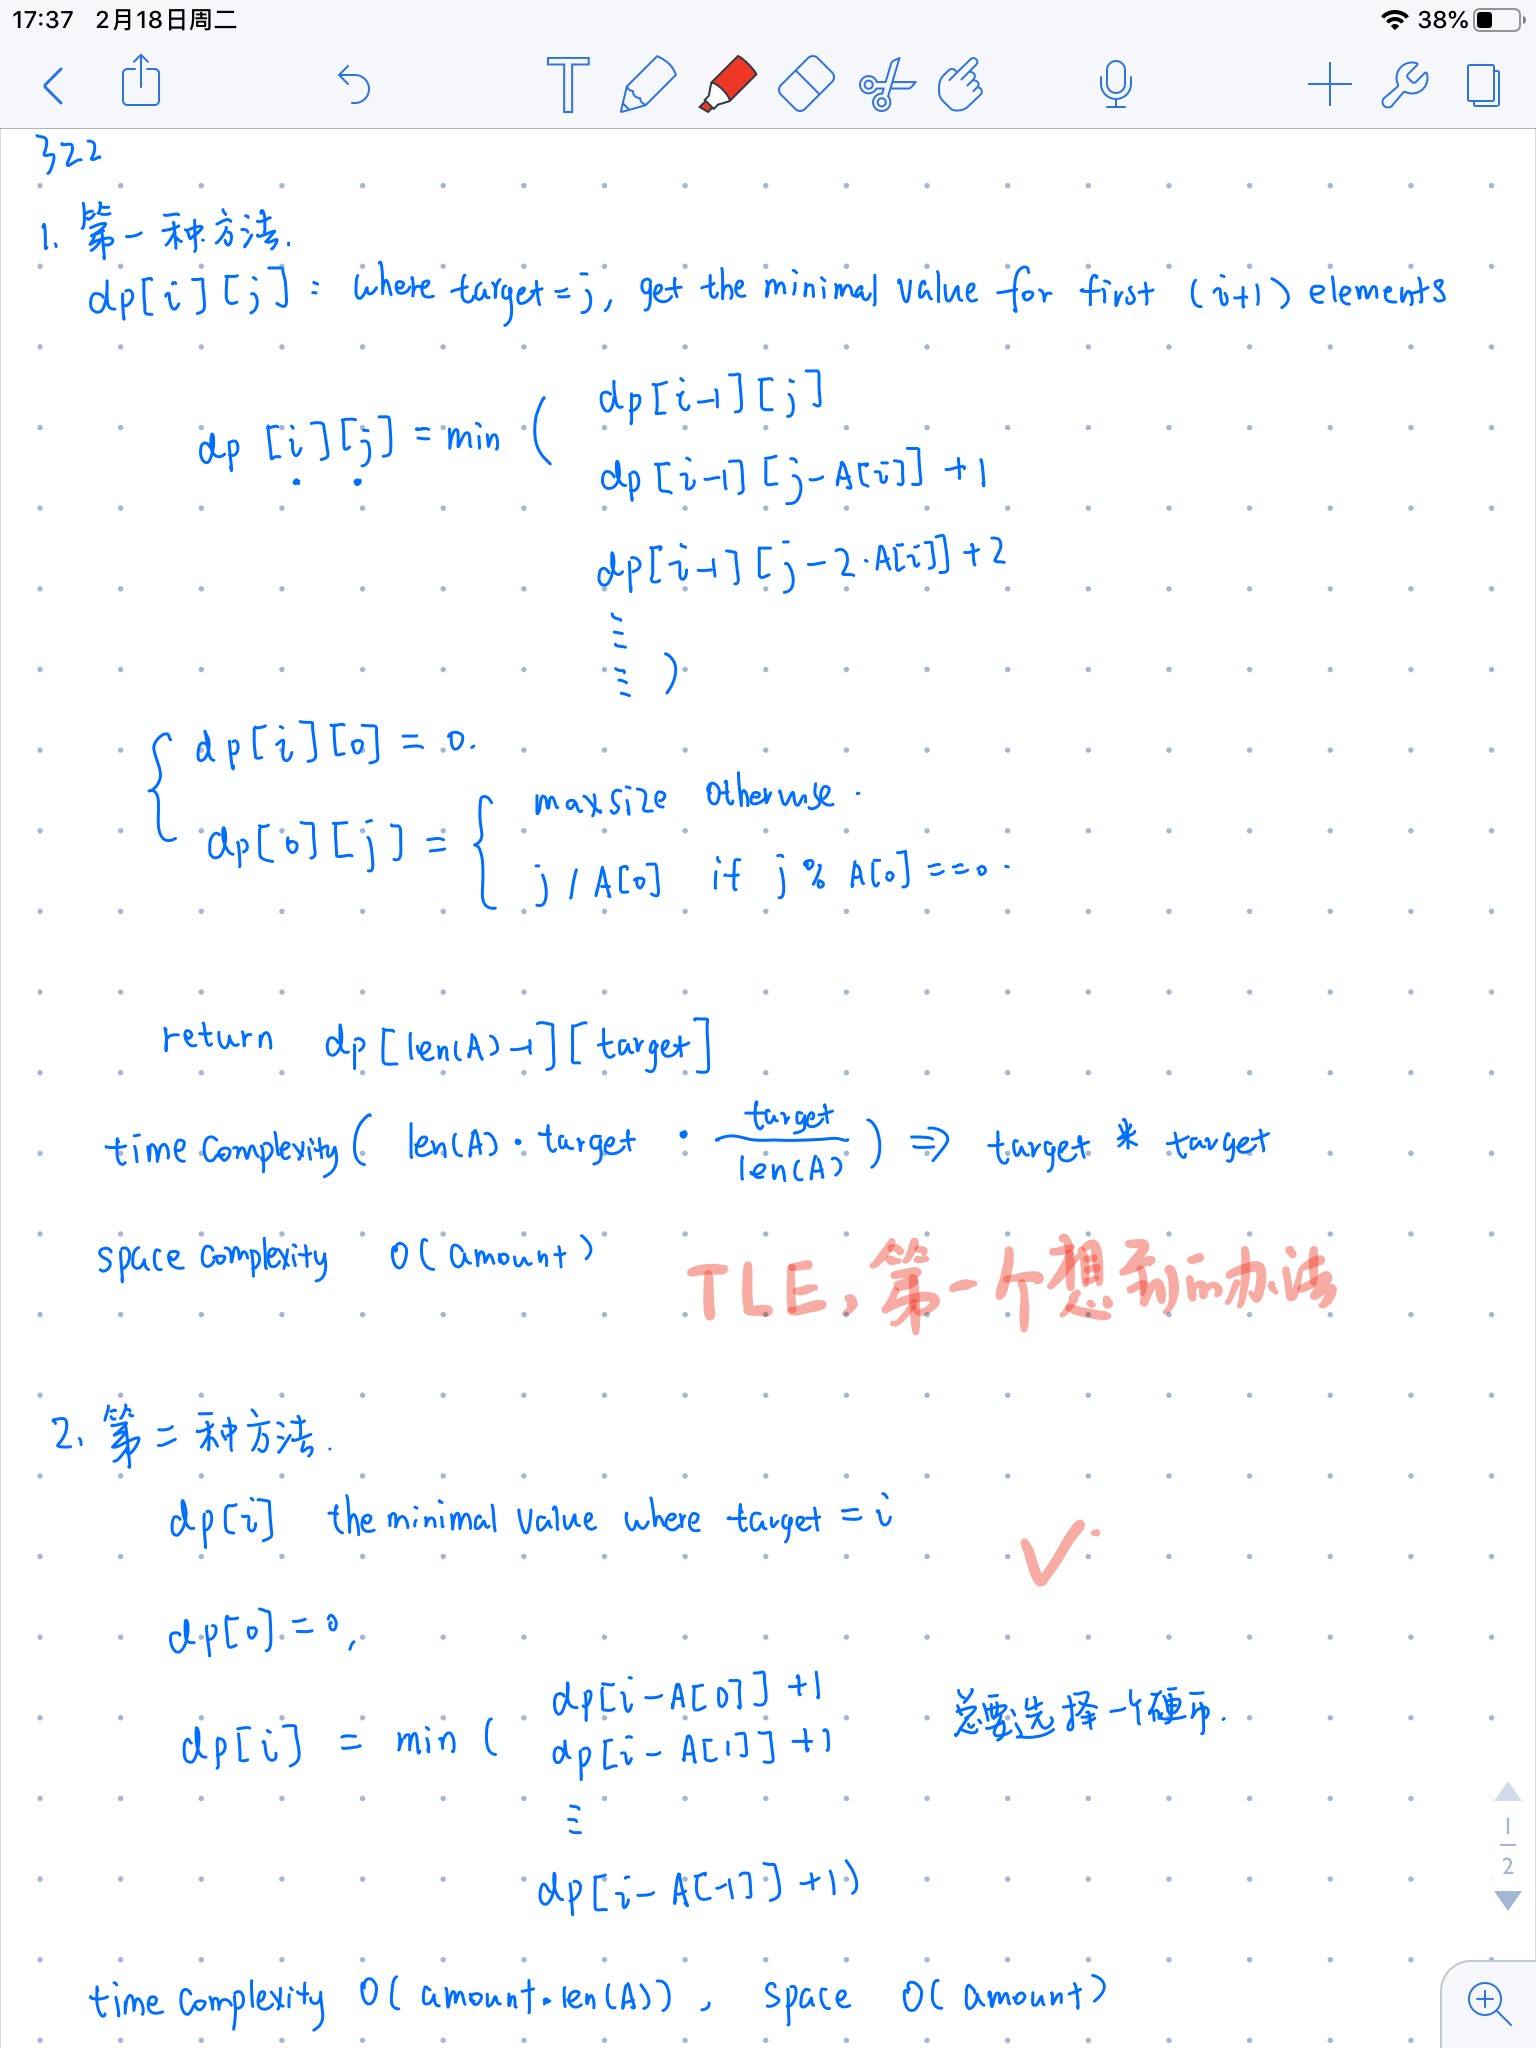 17:37 2月18日周二
38%
322
1. 第一种方法.
dp[i][j]: where target=j, get the minimal value for first (i+1) elements
dp[i-1][j]
dp [i][j] = min (
dp[i-1][j-A[i]] +1
dp[i-1][j-2·A[i]]+2
)
dp[i][0] = 0.
maxsize otherwise.
dp[0][j] =
j / A[0] if j % A[0]==0.
return dp[len(A)-1][target]
time complexity( len(A)·target · target/len(A) ) ⇒ target * target
space complexity O(amount)
TLE,第一个想到的办法
2. 第二种方法.
dp[i] the minimal value where target = i
✓
dp[0]=0,
dp[i-A[0]]+1
总要选择一个硬币.
dp[i] = min (
dp[i-A[1]]+1
dp[i-A[-1]]+1)
1
2
time complexity O(amount·len(A)), space O(amount)